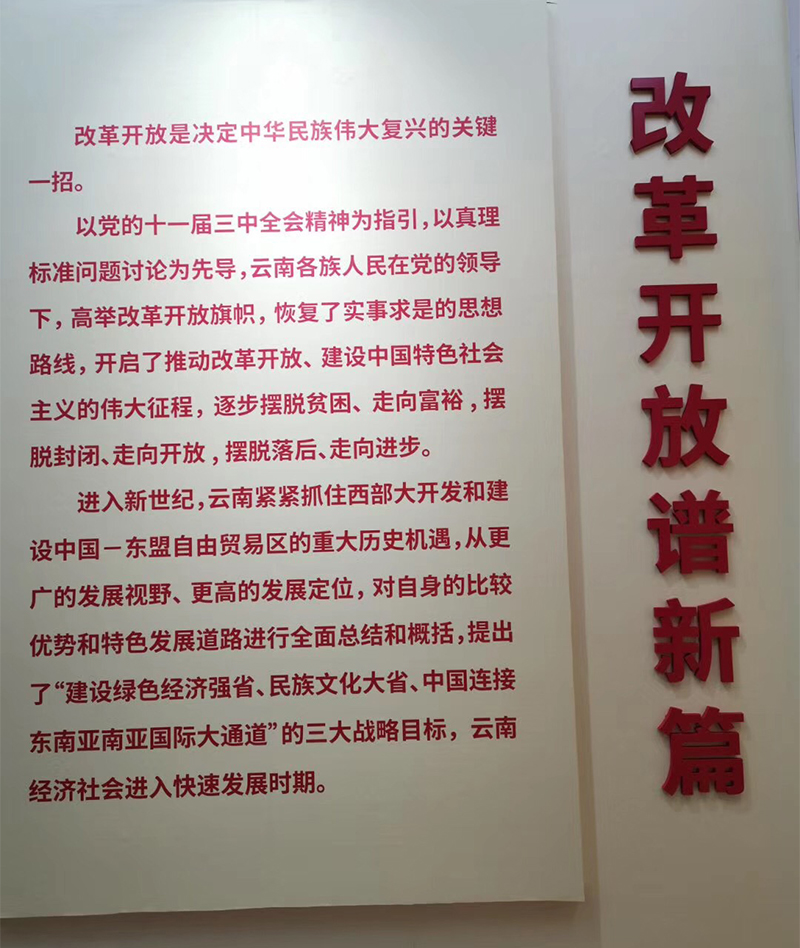 改革开放谱新篇
改革开放是决定中华民族伟大复兴的关键
一招。
以党的十一届三中全会精神为指引，以真理
标准问题讨论为先导，云南各族人民在党的领导
下，高举改革开放旗帜，恢复了实事求是的思想
路线，开启了推动改革开放、建设中国特色社会
主义的伟大征程，逐步摆脱贫困、走向富裕，摆
脱封闭、走向开放，摆脱落后、走向进步。
进入新世纪，云南紧紧抓住西部大开发和建
设中国－东盟自由贸易区的重大历史机遇，从更
广的发展视野、更高的发展定位，对自身的比较
优势和特色发展道路进行全面总结和概括，提出
了“建设绿色经济强省、民族文化大省、中国连接
东南亚南亚国际大通道”的三大战略目标，云南
经济社会进入快速发展时期。